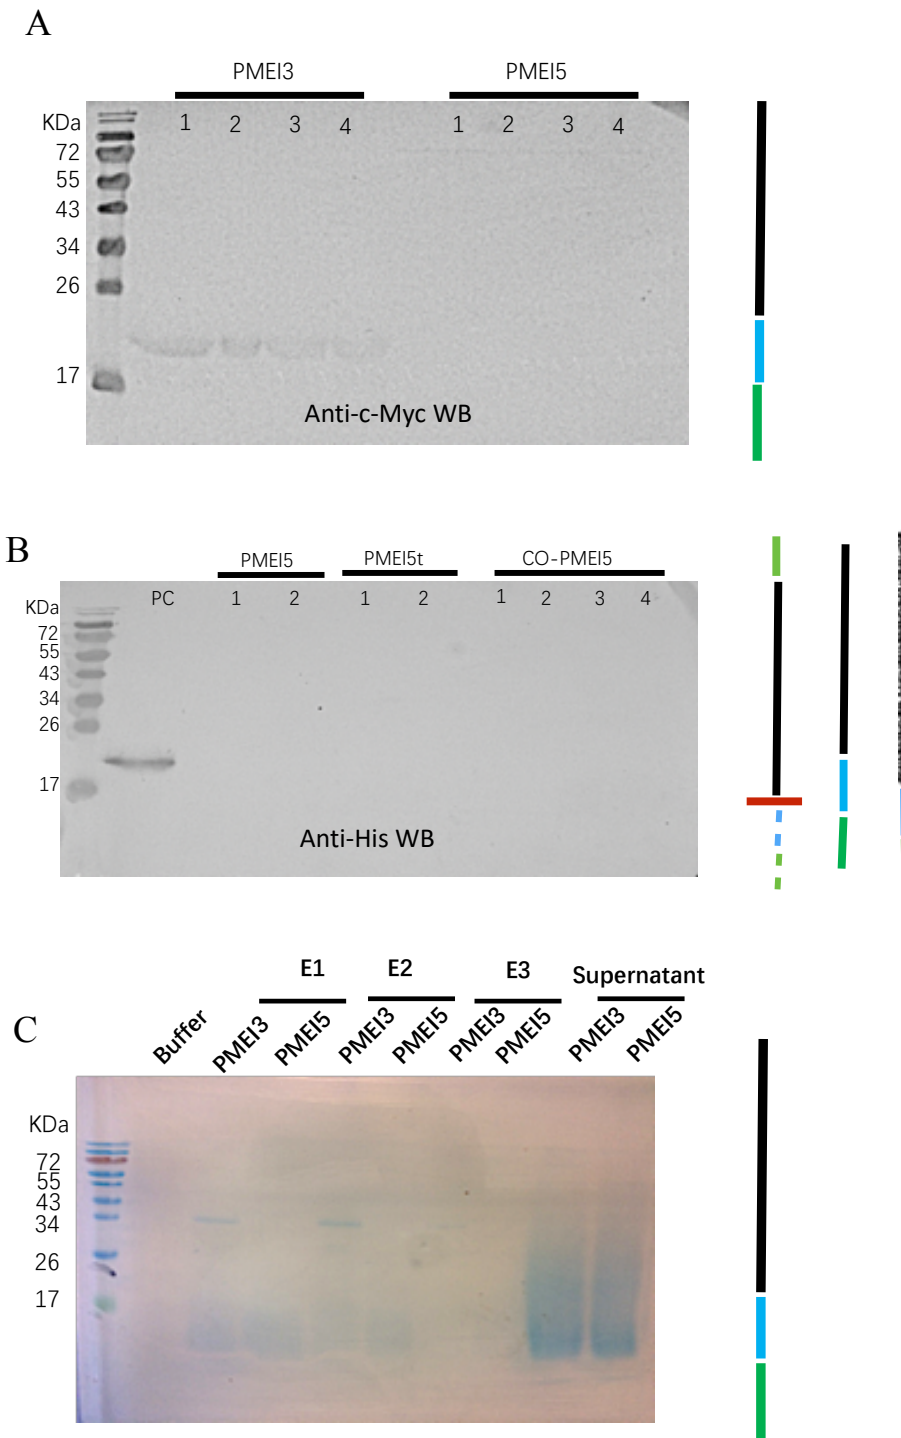 A
PMEI3 PMEI5
KDa 1 2 3 4 1 2 3 4
72
55
43
34
26
17
Anti-c-Myc WB
B
PMEI5 PMEI5t CO-PMEI5
KDa PC 1 2 1 2 1 2 3 4
72
55
43
34
26
17
Anti-His WB
E1 E2 E3 Supernatant
C
Buffer PMEI3 PMEI5 PMEI3 PMEI5 PMEI3 PMEI5 PMEI3 PMEI5
KDa
72
55
43
34
26
17